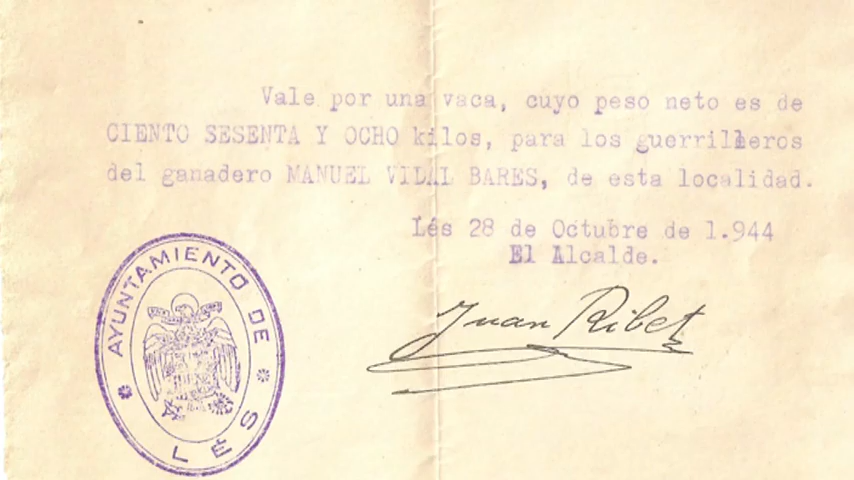 Vale por una vaca, cuyo peso neto es de
CIENTO SESENTA Y OCHO kilos, para los guerrilleros
del ganadero MANUEL VIDAL BARES, de esta localidad.
Lés 28 de Octubre de 1.944
El Alcalde.
Juan Ribet
AYUNTAMIENTO DE
LÉS